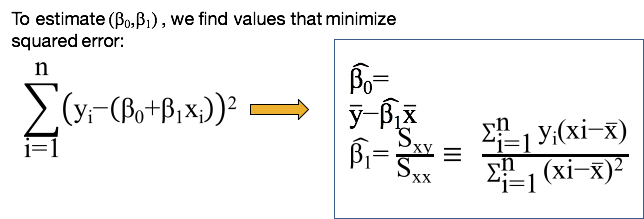 To estimate (β₀,β₁) , we find values that minimize
squared error:
n
∑(yᵢ−(β₀+β₁xᵢ))²
i=1
β̂₀=
ȳ−β̂₁x̄
β̂₁= Sₓᵧ/Sₓₓ ≡ Σⁿᵢ₌₁ yᵢ(xi−x̄) / Σⁿᵢ₌₁ (xi−x̄)²